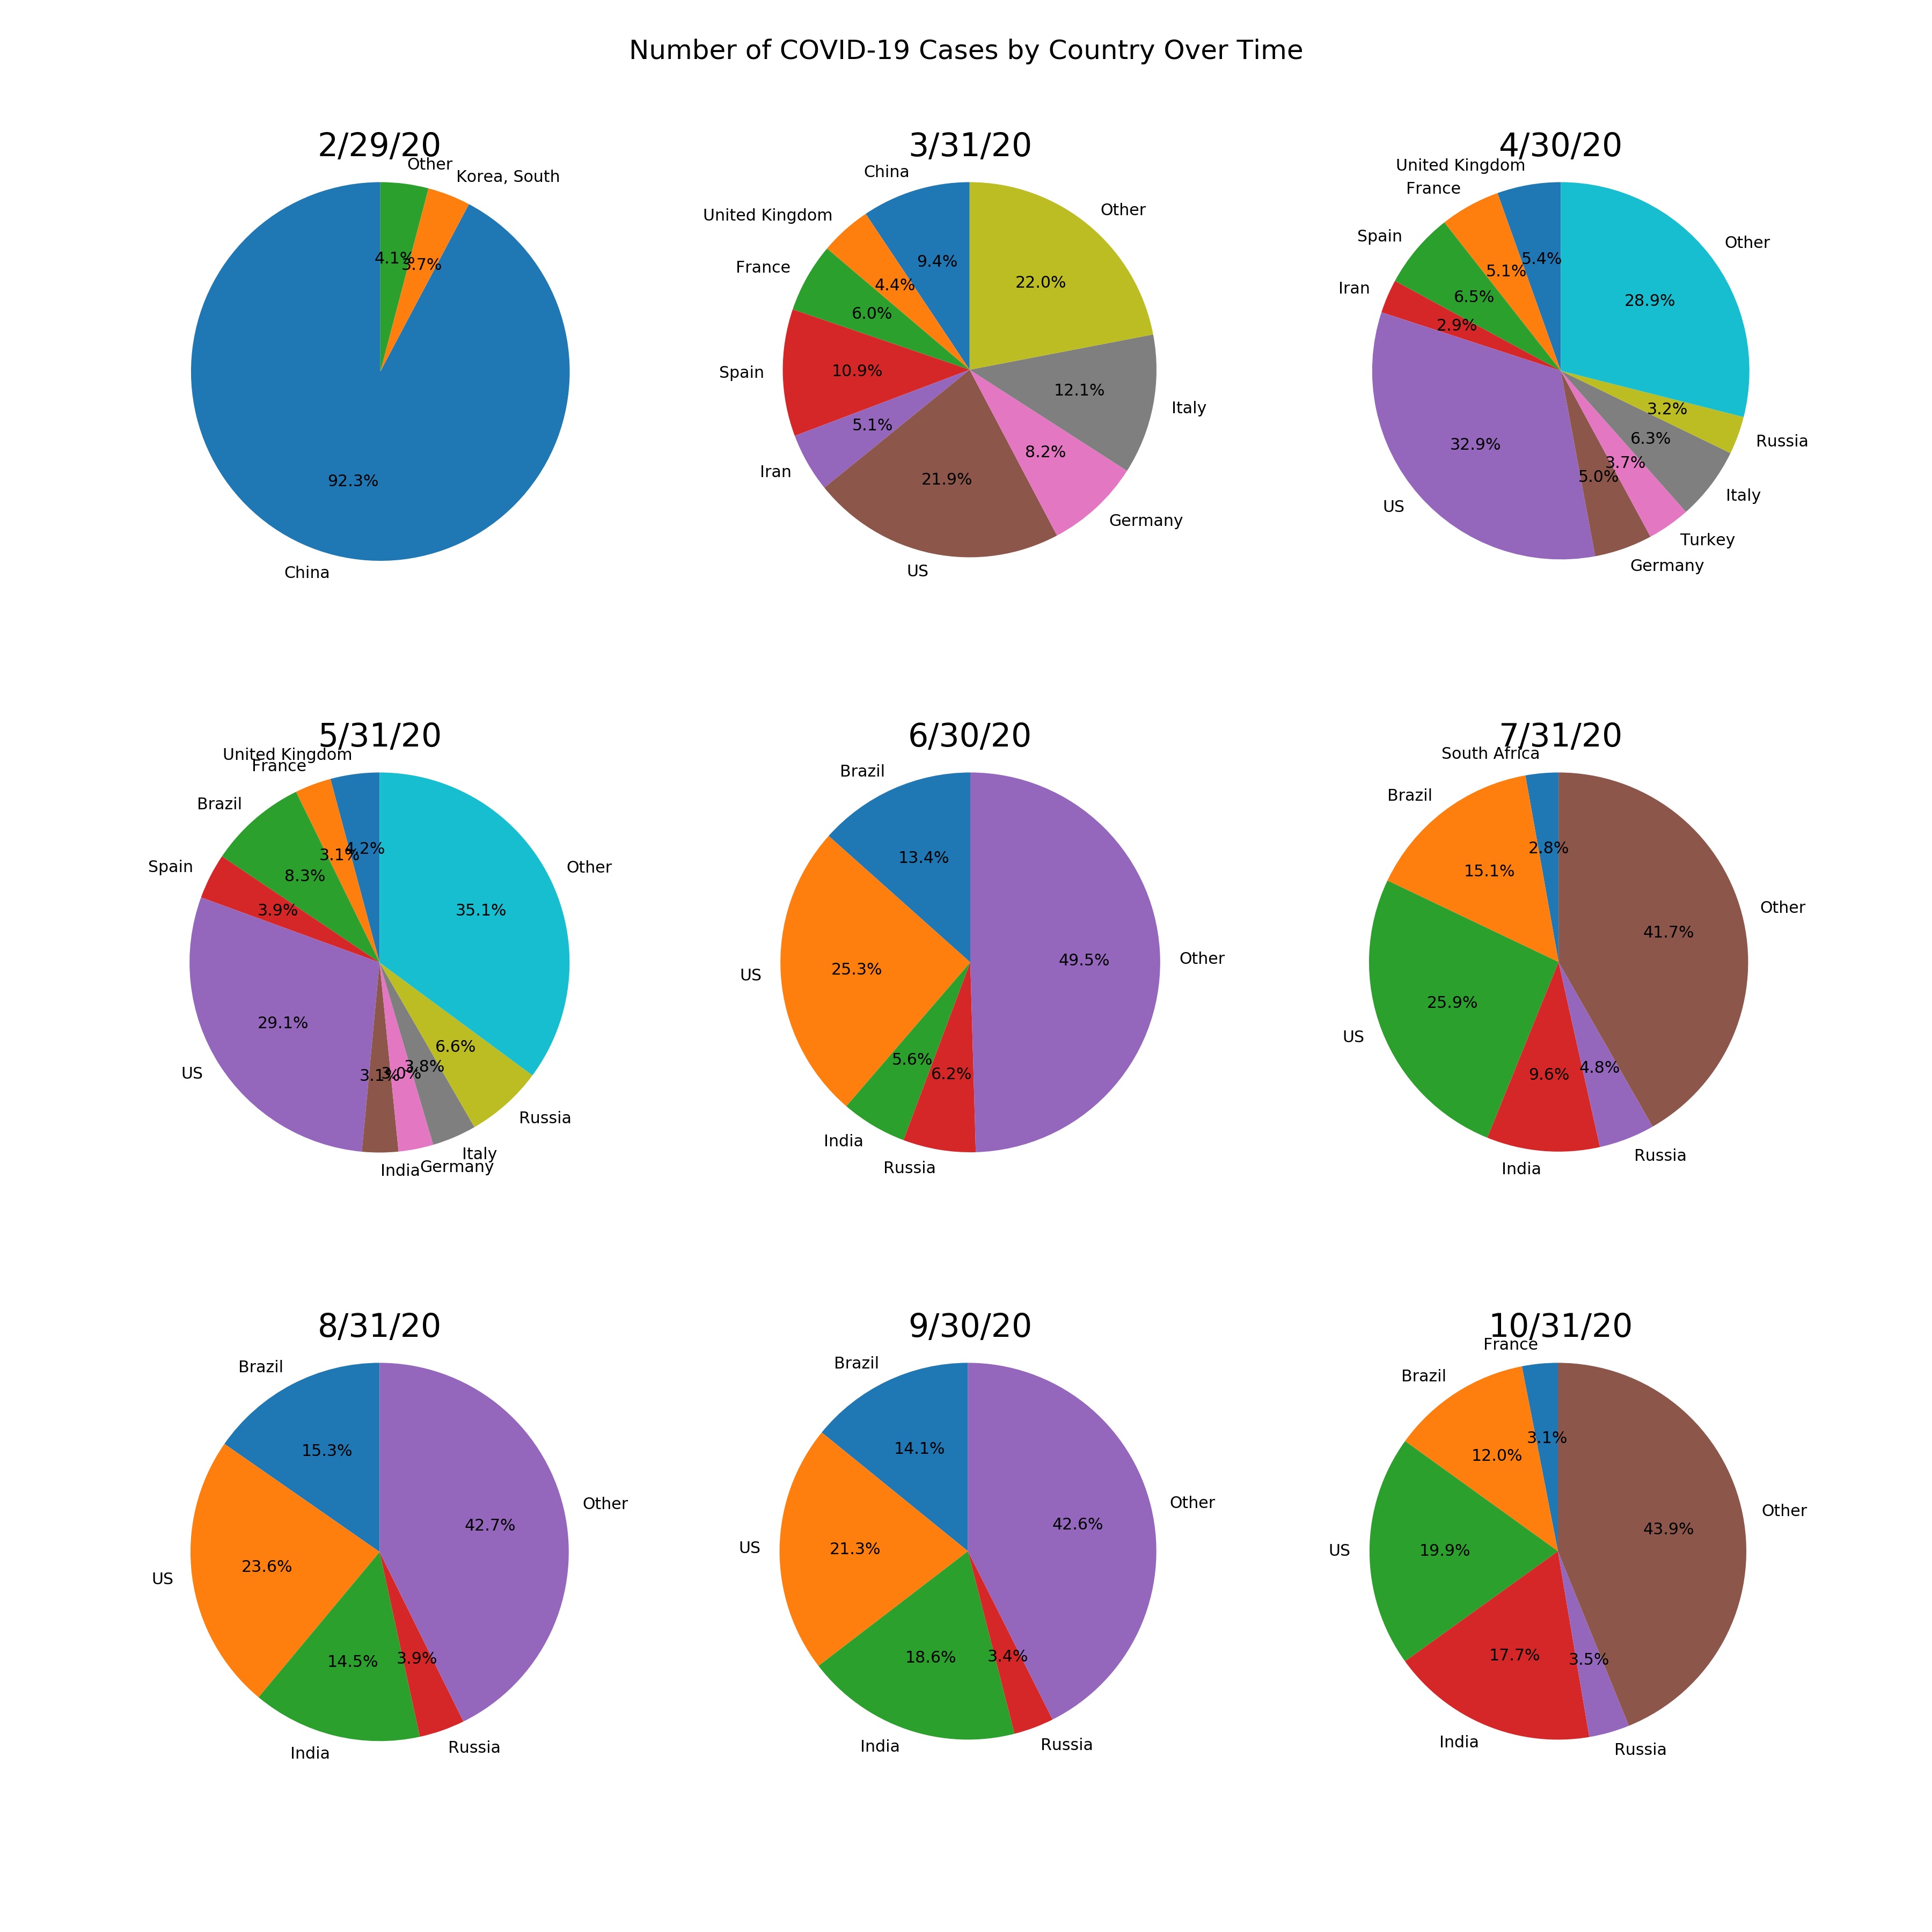 Number of COVID-19 Cases by Country Over Time
2/29/20
Other
Korea, South
4.1%
3.7%
92.3%
China
3/31/20
China
United Kingdom
Other
France
9.4%
22.0%
4.4%
6.0%
Spain
10.9%
12.1%
Italy
5.1%
8.2%
Iran
21.9%
Germany
US
4/30/20
United Kingdom
France
Spain
Other
5.4%
5.1%
Iran
6.5%
28.9%
2.9%
3.2%
32.9%
6.3%
Russia
3.7%
5.0%
Italy
US
Turkey
Germany
5/31/20
United Kingdom
France
Brazil
4.2%
3.1%
Spain
Other
8.3%
3.9%
35.1%
29.1%
6.6%
3.8%
3.1%
3.0%
US
Russia
Italy
Germany
India
6/30/20
Brazil
13.4%
49.5%
Other
25.3%
US
5.6%
6.2%
India
Russia
7/31/20
South Africa
Brazil
2.8%
15.1%
Other
41.7%
25.9%
US
4.8%
9.6%
Russia
India
8/31/20
Brazil
15.3%
Other
42.7%
23.6%
US
14.5%
3.9%
Russia
India
9/30/20
Brazil
14.1%
Other
42.6%
US
21.3%
18.6%
3.4%
India
Russia
10/31/20
France
Brazil
3.1%
12.0%
Other
43.9%
US
19.9%
17.7%
3.5%
India
Russia